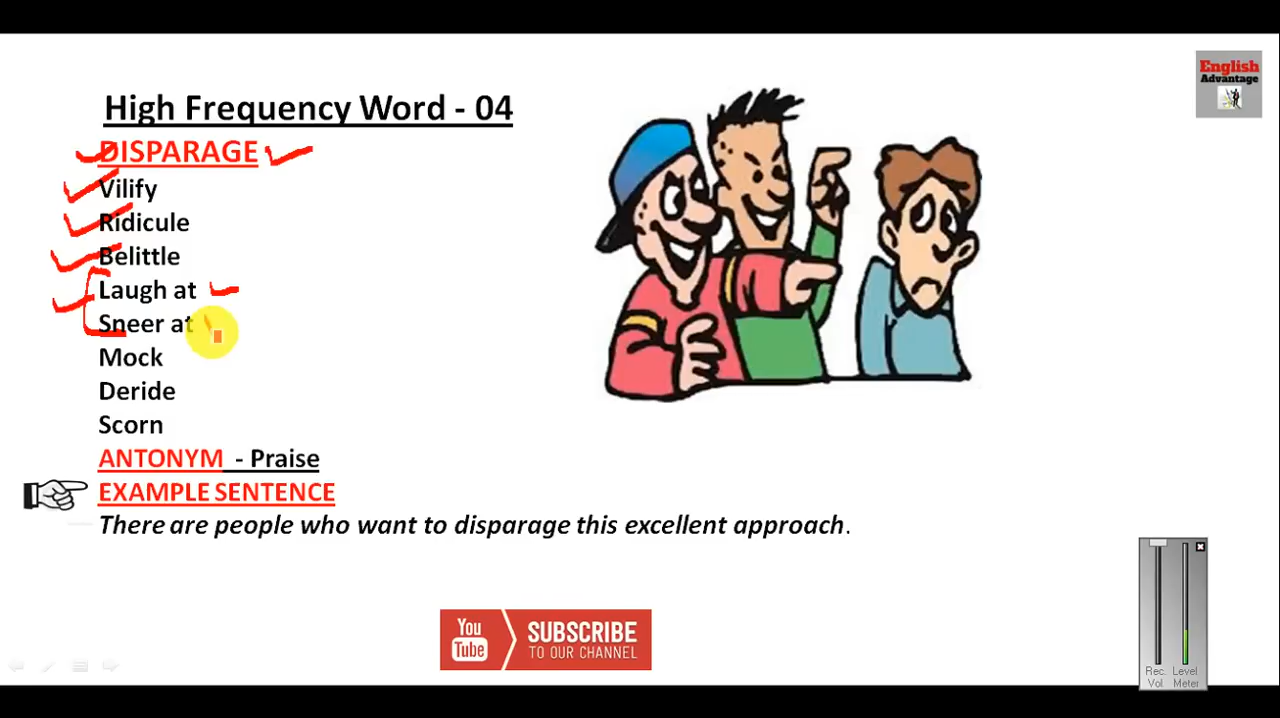 English
Advantage
High Frequency Word - 04
DISPARAGE
Vilify
Ridicule
Belittle
Laugh at
Sneer at
Mock
Deride
Scorn
ANTONYM - Praise
EXAMPLE SENTENCE
There are people who want to disparage this excellent approach.
You
Tube
SUBSCRIBE
TO OUR CHANNEL
Rec. Level
Vol Meter